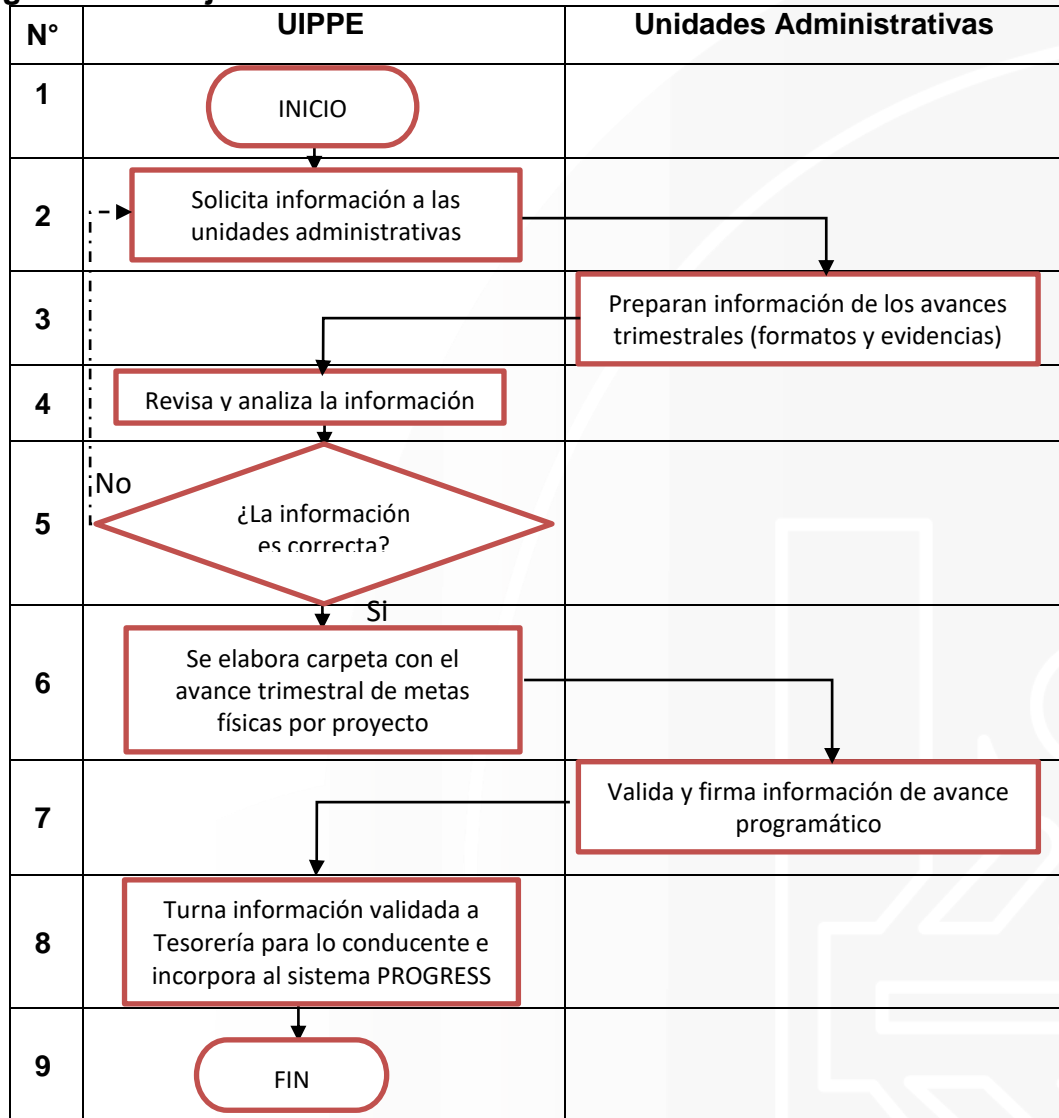 N°
UIPPE
Unidades Administrativas
1
INICIO
2
Solicita información a las
unidades administrativas
3
Preparan información de los avances
trimestrales (formatos y evidencias)
4
Revisa y analiza la información
5
No
¿La información
es correcta?
Si
6
Se elabora carpeta con el
avance trimestral de metas
físicas por proyecto
7
Valida y firma información de avance
programático
8
Turna información validada a
Tesorería para lo conducente e
incorpora al sistema PROGRESS
9
FIN